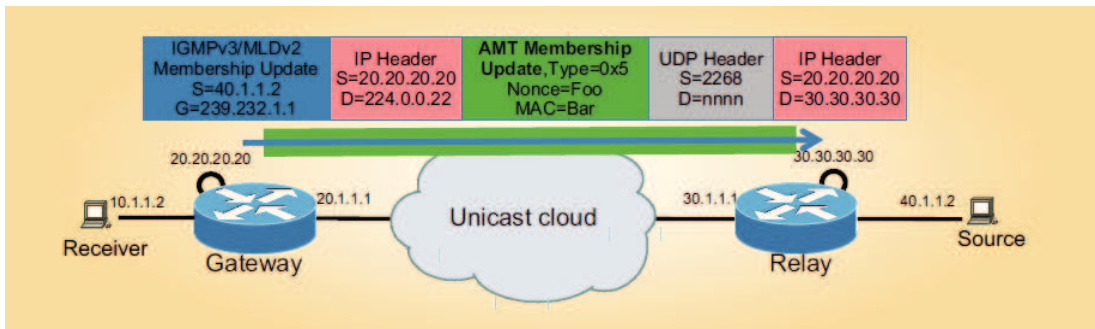 IGMPv3/MLDv2
Membership Update
S=40.1.1.2
G=239.232.1.1
IP Header
S=20.20.20.20
D=224.0.0.22
AMT Membership
Update,Type=0x5
Nonce=Foo
MAC=Bar
UDP Header
S=2268
D=nnnn
IP Header
S=20.20.20.20
D=30.30.30.30
20.20.20.20
30.30.30.30
10.1.1.2
20.1.1.1
Unicast cloud
30.1.1.1
40.1.1.2
Receiver
Gateway
Relay
Source